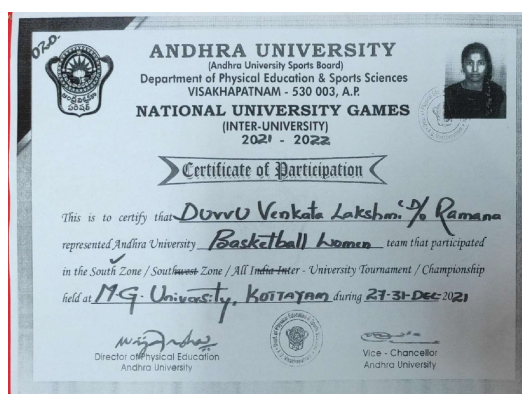 020.
ANDHRA UNIVERSITY
(Andhra University Sports Board)
Department of Physical Education & Sports Sciences
VISAKHAPATNAM - 530 003, A.P.
NATIONAL UNIVERSITY GAMES
(INTER-UNIVERSITY)
2021 - 2022
Certificate of Participation
This is to certify that Duvvu Venkata Lakshmi D/o Ramana
represented Andhra University Basketball Women team that participated
in the South Zone / Southwest Zone / All India Inter - University Tournament / Championship
held at M.G. University, KOTTAYAM during 27-31-DEC-2021
Director of Physical Education
Andhra University
Vice - Chancellor
Andhra University